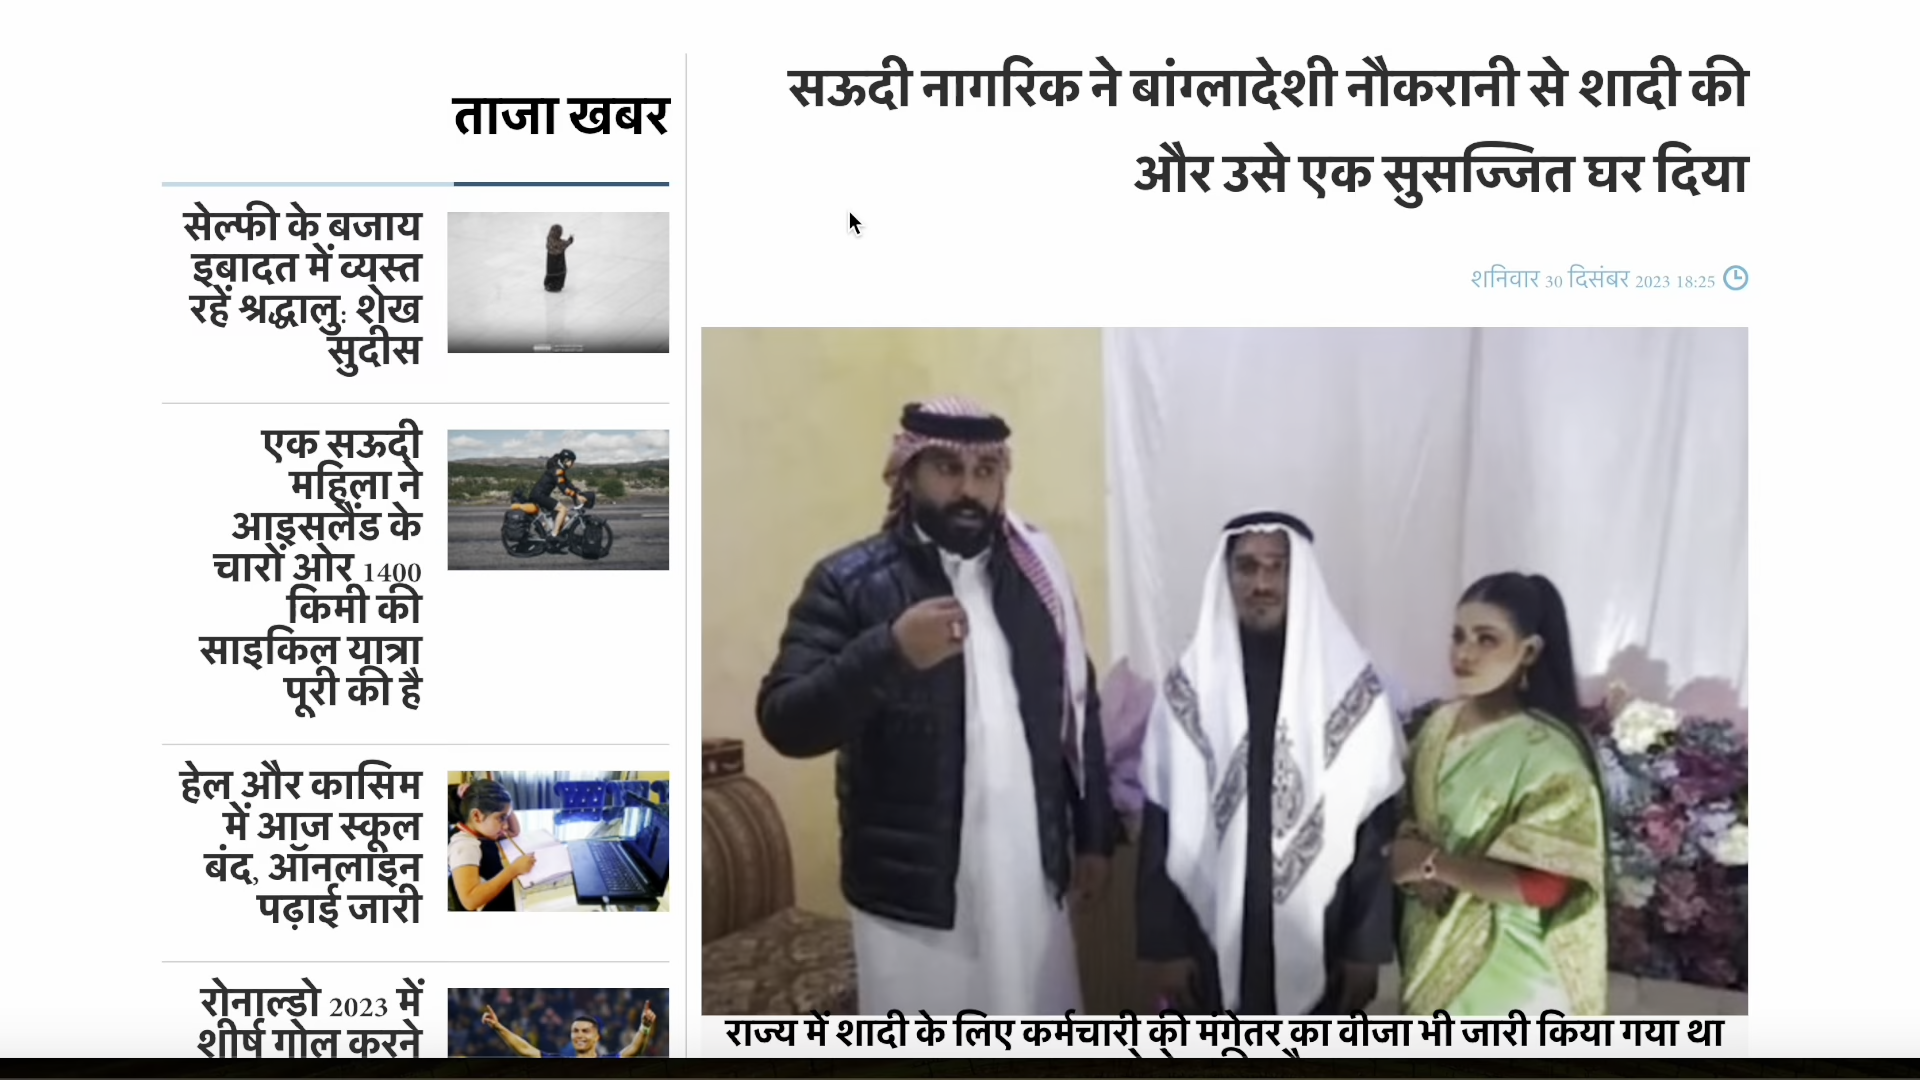 सऊदी नागरिक ने बांग्लादेशी नौकरानी से शादी की
और उसे एक सुसज्जित घर दिया
शनिवार 30 दिसंबर 2023 18:25
राज्य में शादी के लिए कर्मचारी की मंगेतर का वीजा भी जारी किया गया था
ताजा खबर
सेल्फी के बजाय
इबादत में व्यस्त
रहें श्रद्धालु: शेख
सुदीस
एक सऊदी
महिला ने
आइसलैंड के
चारों ओर 1400
किमी की
साइकिल यात्रा
पूरी की है
हेल और कासिम
में आज स्कूल
बंद, ऑनलाइन
पढ़ाई जारी
रोनाल्डो 2023 में
शीर्ष गोल करने